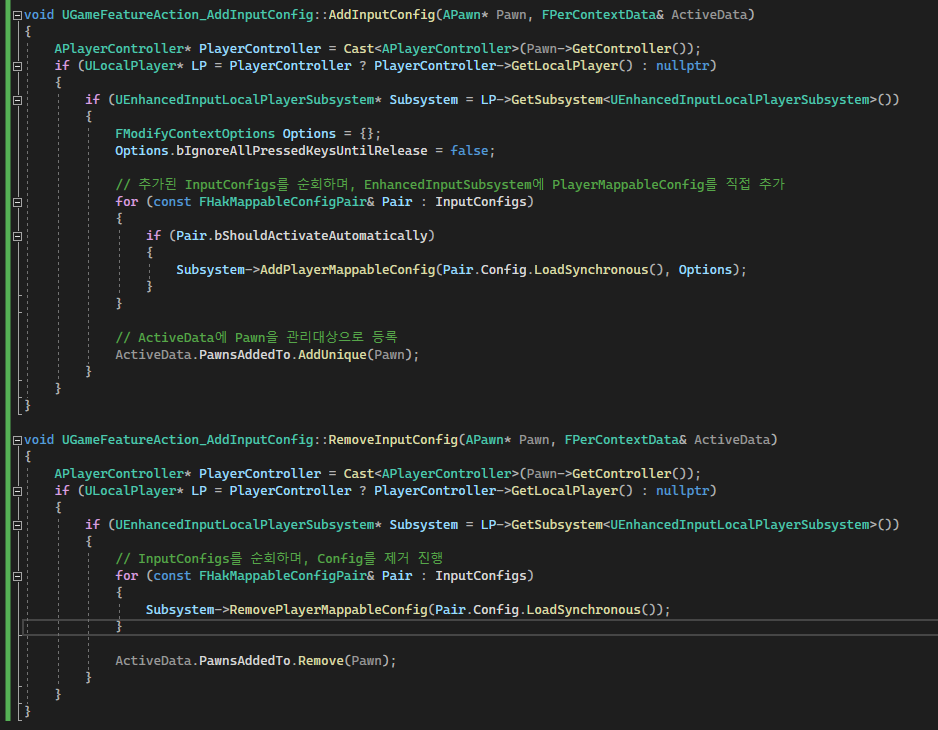 void UGameFeatureAction_AddInputConfig::AddInputConfig(APawn* Pawn, FPerContextData& ActiveData)
{
    APlayerController* PlayerController = Cast<APlayerController>(Pawn->GetController());
    if (ULocalPlayer* LP = PlayerController ? PlayerController->GetLocalPlayer() : nullptr)
    {
        if (UEnhancedInputLocalPlayerSubsystem* Subsystem = LP->GetSubsystem<UEnhancedInputLocalPlayerSubsystem>())
        {
            FModifyContextOptions Options = {};
            Options.bIgnoreAllPressedKeysUntilRelease = false;

            // 추가된 InputConfigs를 순회하며, EnhancedInputSubsystem에 PlayerMappableConfig를 직접 추가
            for (const FHakMappableConfigPair& Pair : InputConfigs)
            {
                if (Pair.bShouldActivateAutomatically)
                {
                    Subsystem->AddPlayerMappableConfig(Pair.Config.LoadSynchronous(), Options);
                }
            }

            // ActiveData에 Pawn을 관리대상으로 등록
            ActiveData.PawnsAddedTo.AddUnique(Pawn);
        }
    }
}

void UGameFeatureAction_AddInputConfig::RemoveInputConfig(APawn* Pawn, FPerContextData& ActiveData)
{
    APlayerController* PlayerController = Cast<APlayerController>(Pawn->GetController());
    if (ULocalPlayer* LP = PlayerController ? PlayerController->GetLocalPlayer() : nullptr)
    {
        if (UEnhancedInputLocalPlayerSubsystem* Subsystem = LP->GetSubsystem<UEnhancedInputLocalPlayerSubsystem>())
        {
            // InputConfigs를 순회하며, Config를 제거 진행
            for (const FHakMappableConfigPair& Pair : InputConfigs)
            {
                Subsystem->RemovePlayerMappableConfig(Pair.Config.LoadSynchronous());
            }

            ActiveData.PawnsAddedTo.Remove(Pawn);
        }
    }
}